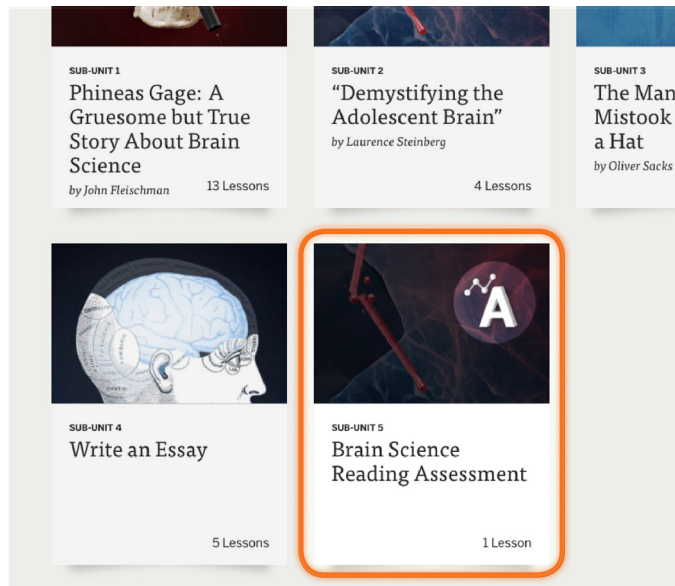 SUB-UNIT 1
Phineas Gage: A
Gruesome but True
Story About Brain
Science
by John Fleischman
13 Lessons
SUB-UNIT 2
“Demystifying the
Adolescent Brain”
by Laurence Steinberg
4 Lessons
SUB-UNIT 3
The Man
Mistook
a Hat
by Oliver Sacks
SUB-UNIT 4
Write an Essay
5 Lessons
A
SUB-UNIT 5
Brain Science
Reading Assessment
1 Lesson